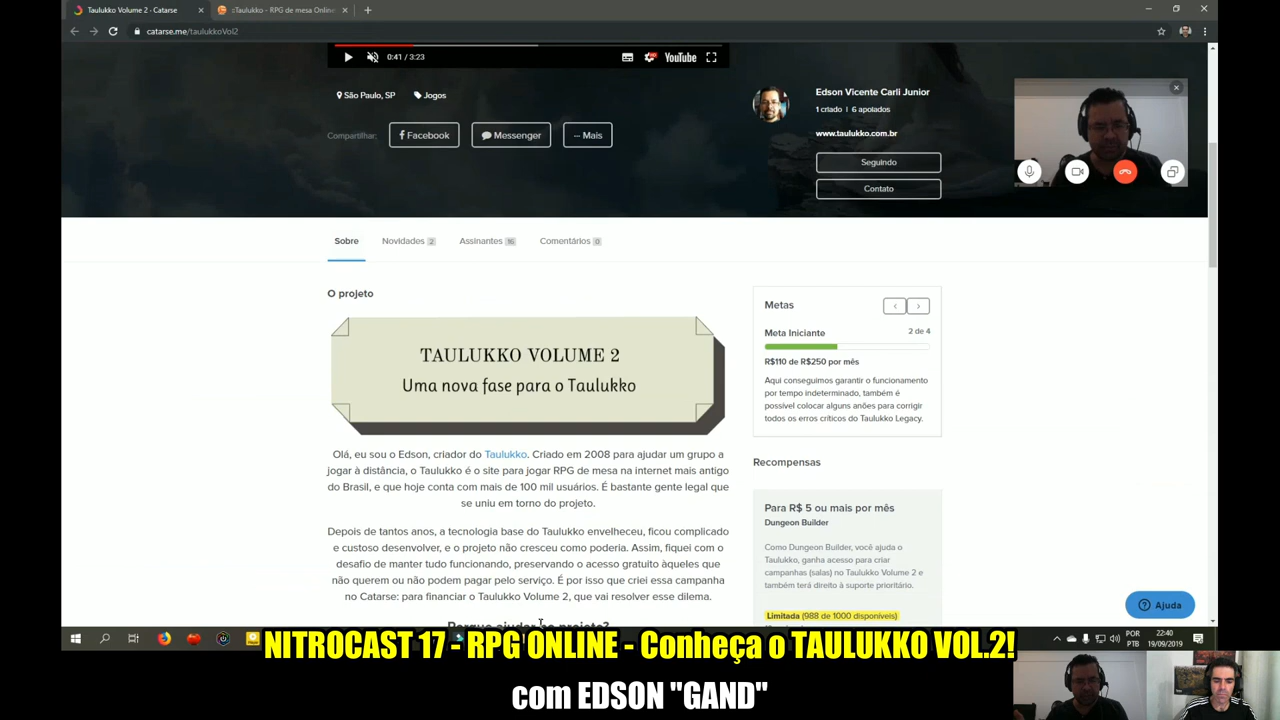 Taulukko Volume 2 - Catarse
::Taulukko - RPG de mesa Online
catarse.me/taulukkoVol2
0:41 / 3:23
YouTube
São Paulo, SP
Jogos
Compartilhar:
Facebook
Messenger
··· Mais
Edson Vicente Carli Junior
1 criado | 6 apoiados
www.taulukko.com.br
Seguindo
Contato
Sobre
Novidades 2
Assinantes 16
Comentários 0
O projeto
TAULUKKO VOLUME 2
Uma nova fase para o Taulukko
Olá, eu sou o Edson, criador do Taulukko. Criado em 2008 para ajudar um grupo a
jogar à distância, o Taulukko é o site para jogar RPG de mesa na internet mais antigo
do Brasil, e que hoje conta com mais de 100 mil usuários. É bastante gente legal que
se uniu em torno do projeto.
Depois de tantos anos, a tecnologia base do Taulukko envelheceu, ficou complicado
e custoso desenvolver, e o projeto não cresceu como poderia. Assim, fiquei com o
desafio de manter tudo funcionando, preservando o acesso gratuito àqueles que
não querem ou não podem pagar pelo serviço. É por isso que criei essa campanha
no Catarse: para financiar o Taulukko Volume 2, que vai resolver esse dilema.
Porque ajudar ao projeto?
Metas
Meta Iniciante
2 de 4
R$110 de R$250 por mês
Aqui conseguimos garantir o funcionamento
por tempo indeterminado, também é
possível colocar alguns anões para corrigir
todos os erros críticos do Taulukko Legacy.
Recompensas
Para R$ 5 ou mais por mês
Dungeon Builder
Como Dungeon Builder, você ajuda o
Taulukko, ganha acesso para criar
campanhas (salas) no Taulukko Volume 2 e
também terá direito à suporte prioritário.
Limitada (988 de 1000 disponíveis)
Ajuda
POR
PTB
22:40
19/09/2019
NITROCAST 17 - RPG ONLINE - Conheça o TAULUKKO VOL.2!
com EDSON "GAND"